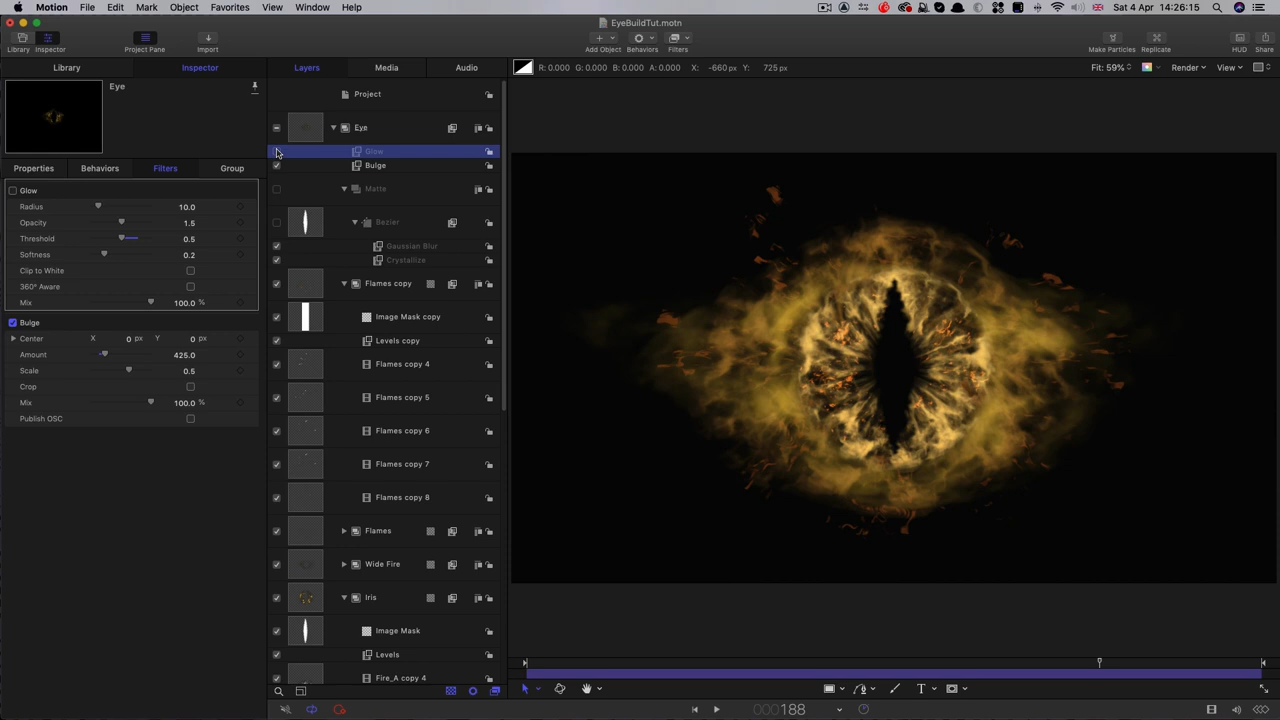 Motion File Edit Mark Object Favorites View Window Help Sat 4 Apr 14:26:15
EyeBuildTut.motn
Library Inspector Project Pane Import Add Object Behaviors Filters Make Particles Replicate HUD Share
Library Inspector Layers Media Audio R: 0.000 G: 0.000 B: 0.000 A: 0.000 X: -660 px Y: 725 px Fit: 59% Render View
Eye
Properties Behaviors Filters Group
Glow
Radius 10.0
Opacity 1.5
Threshold 0.5
Softness 0.2
Clip to White
360° Aware
Mix 100.0 %
Bulge
Center X 0 px Y 0 px
Amount 425.0
Scale 0.5
Crop
Mix 100.0 %
Publish OSC
Project
Eye
Glow
Bulge
Matte
Bezier
Gaussian Blur
Crystallize
Flames copy
Image Mask copy
Levels copy
Flames copy 4
Flames copy 5
Flames copy 6
Flames copy 7
Flames copy 8
Flames
Wide Fire
Iris
Image Mask
Levels
Fire_A copy 4
T
000188